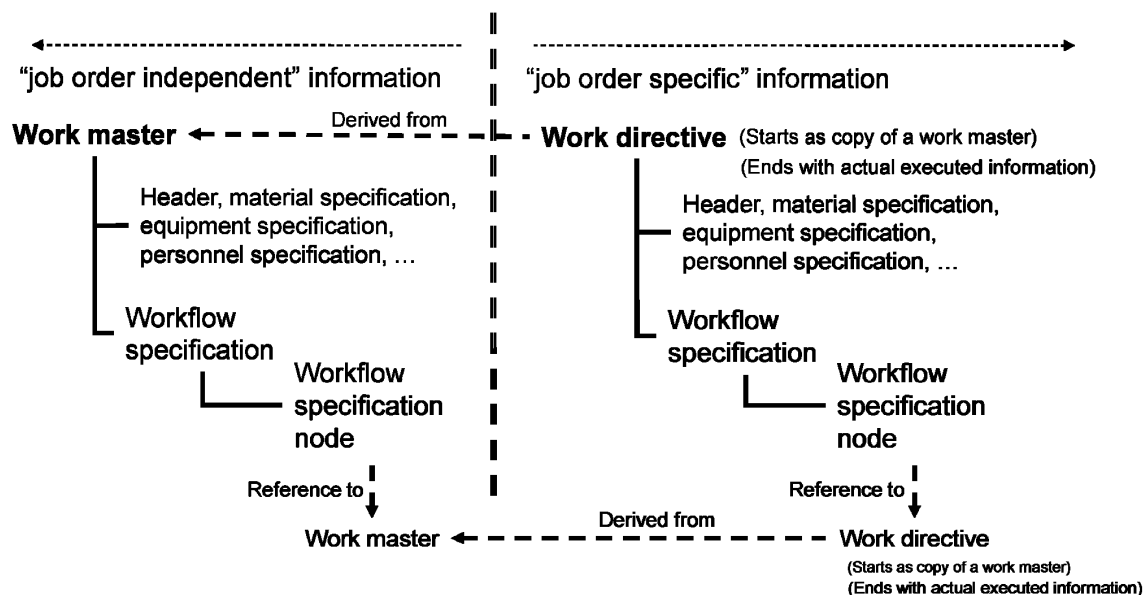 “job order independent” information
“job order specific” information
Derived from
Work master
Work directive (Starts as copy of a work master)
(Ends with actual executed information)
Header, material specification,
equipment specification,
personnel specification, …
Header, material specification,
equipment specification,
personnel specification, …
Workflow
specification
Workflow
specification
Workflow
specification
node
Workflow
specification
node
Reference to
Reference to
Work master
Derived from
Work directive
(Starts as copy of a work master)
(Ends with actual executed information)